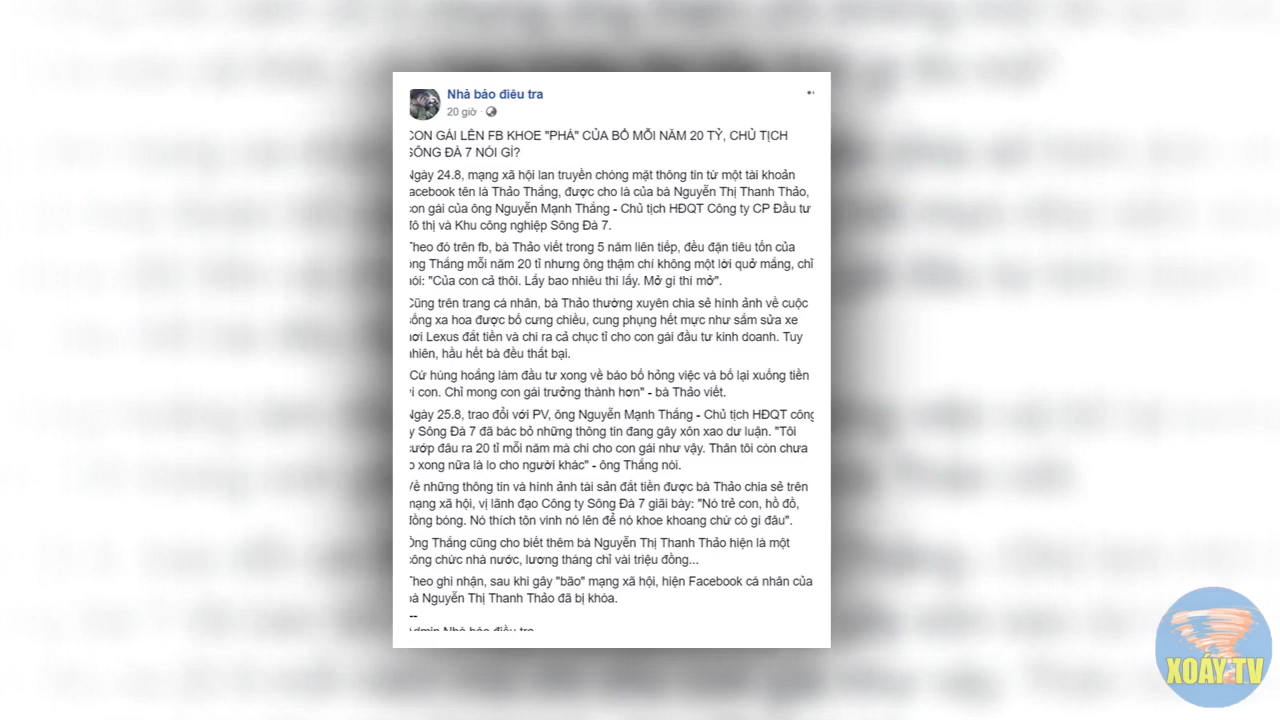 Nhà báo điều tra
20 giờ ·
CON GÁI LÊN FB KHOE "PHÁ" CỦA BỐ MỖI NĂM 20 TỶ, CHỦ TỊCH
SÔNG ĐÀ 7 NÓI GÌ?
Ngày 24.8, mạng xã hội lan truyền chóng mặt thông tin từ một tài khoản
facebook tên là Thảo Thắng, được cho là của bà Nguyễn Thị Thanh Thảo,
con gái của ông Nguyễn Mạnh Thắng - Chủ tịch HĐQT Công ty CP Đầu tư
đô thị và Khu công nghiệp Sông Đà 7.
Theo đó trên fb, bà Thảo viết trong 5 năm liên tiếp, đều đặn tiêu tốn của
ông Thắng mỗi năm 20 tỉ nhưng ông thậm chí không một lời quở mắng, chỉ
nói: "Của con cả thôi. Lấy bao nhiêu thì lấy. Mở gì thì mở".
Cũng trên trang cá nhân, bà Thảo thường xuyên chia sẻ hình ảnh về cuộc
sống xa hoa được bố cưng chiều, cung phụng hết mực như sắm sửa xe
hơi Lexus đắt tiền và chi ra cả chục tỉ cho con gái đầu tư kinh doanh. Tuy
nhiên, hầu hết bà đều thất bại.
"Cứ hùng hoắng làm đầu tư xong về báo bố hỏng việc và bố lại xuống tiền
vì con. Chỉ mong con gái trưởng thành hơn" - bà Thảo viết.
Ngày 25.8, trao đổi với PV, ông Nguyễn Mạnh Thắng - Chủ tịch HĐQT công
ty Sông Đà 7 đã bác bỏ những thông tin đang gây xôn xao dư luận. "Tôi
cướp đâu ra 20 tỉ mỗi năm mà chi cho con gái như vậy. Thân tôi còn chưa
lo xong nữa là lo cho người khác" - ông Thắng nói.
Về những thông tin và hình ảnh tài sản đắt tiền được bà Thảo chia sẻ trên
mạng xã hội, vị lãnh đạo Công ty Sông Đà 7 giãi bày: "Nó trẻ con, hồ đồ,
đồng bóng. Nó thích tôn vinh nó lên để nó khoe khoang chứ có gì đâu".
Ông Thắng cũng cho biết thêm bà Nguyễn Thị Thanh Thảo hiện là một
công chức nhà nước, lương tháng chỉ vài triệu đồng...
Theo ghi nhận, sau khi gây "bão" mạng xã hội, hiện Facebook cá nhân của
bà Nguyễn Thị Thanh Thảo đã bị khóa.
--
Admin Nhà báo điều tra
XOÁY TV